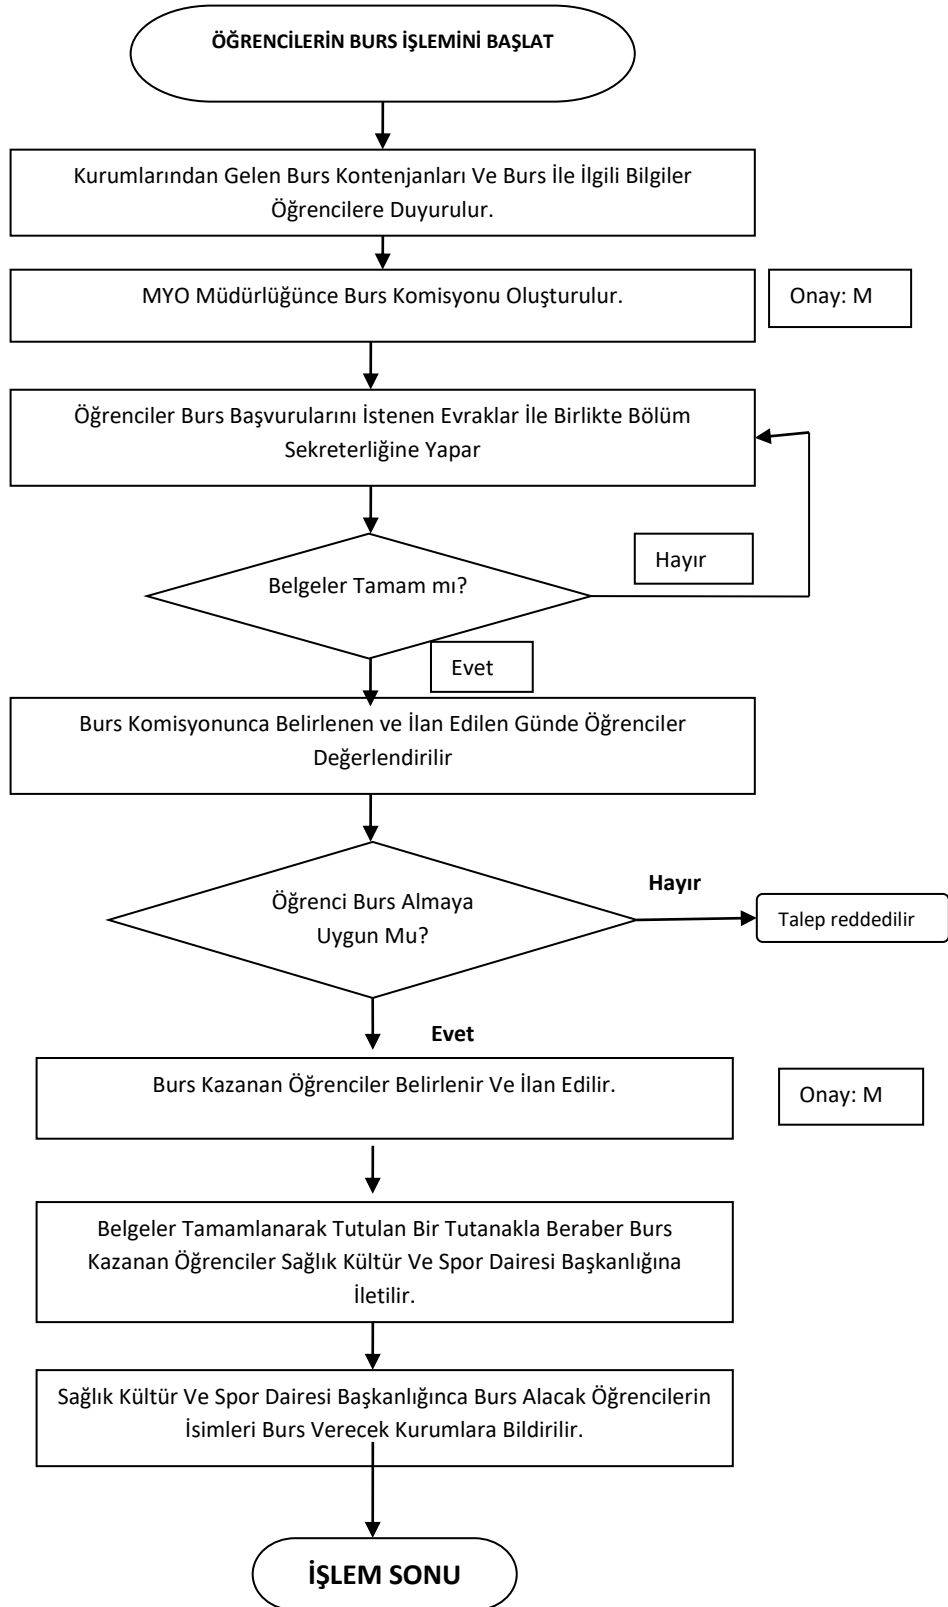 ÖĞRENCİLERİN BURS İŞLEMİNİ BAŞLAT
Kurumlarından Gelen Burs Kontenjanları Ve Burs İle İlgili Bilgiler
Öğrencilere Duyurulur.
MYO Müdürlüğünce Burs Komisyonu Oluşturulur.
Onay: M
Öğrenciler Burs Başvurularını İstenen Evraklar İle Birlikte Bölüm
Sekreterliğine Yapar
Hayır
Belgeler Tamam mı?
Evet
Burs Komisyonunca Belirlenen ve İlan Edilen Günde Öğrenciler
Değerlendirilir
Hayır
Öğrenci Burs Almaya
Uygun Mu?
Talep reddedilir
Evet
Burs Kazanan Öğrenciler Belirlenir Ve İlan Edilir.
Onay: M
Belgeler Tamamlanarak Tutulan Bir Tutanakla Beraber Burs
Kazanan Öğrenciler Sağlık Kültür Ve Spor Dairesi Başkanlığına
İletilir.
Sağlık Kültür Ve Spor Dairesi Başkanlığınca Burs Alacak Öğrencilerin
İsimleri Burs Verecek Kurumlara Bildirilir.
İŞLEM SONU